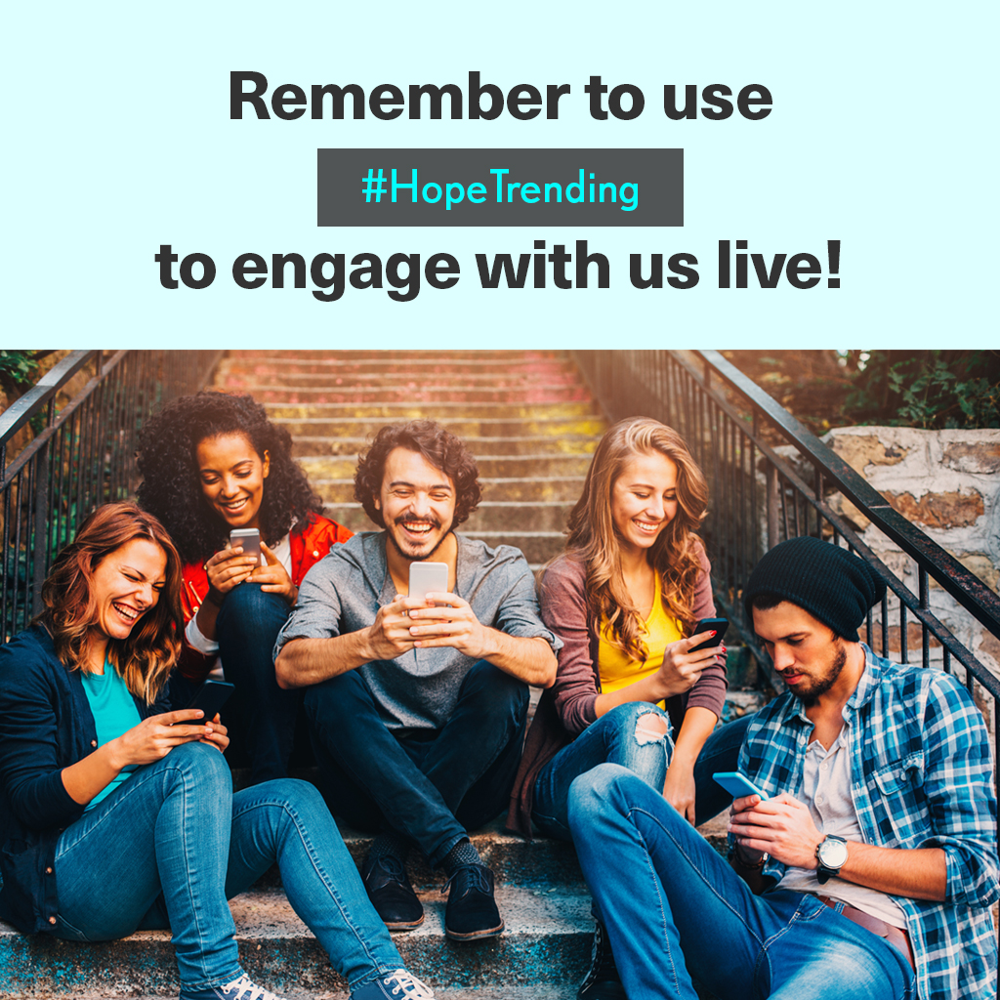 Remember to use
#HopeTrending
to engage with us live!